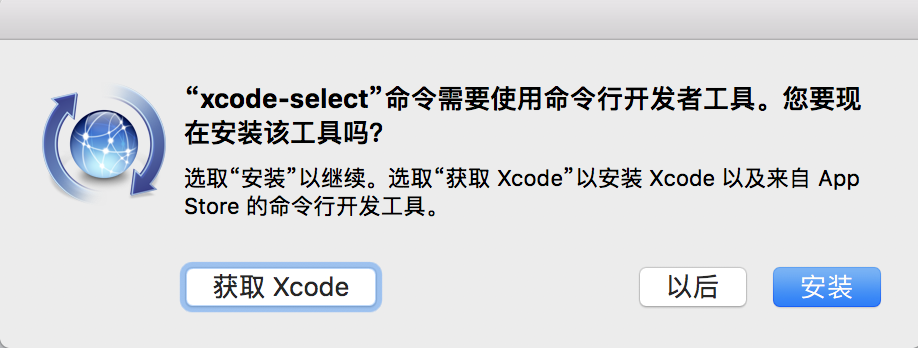 “xcode-select”命令需要使用命令行开发者工具。您要现
在安装该工具吗？
选取“安装”以继续。选取“获取 Xcode”以安装 Xcode 以及来自 App
Store 的命令行开发工具。
获取 Xcode
以后
安装